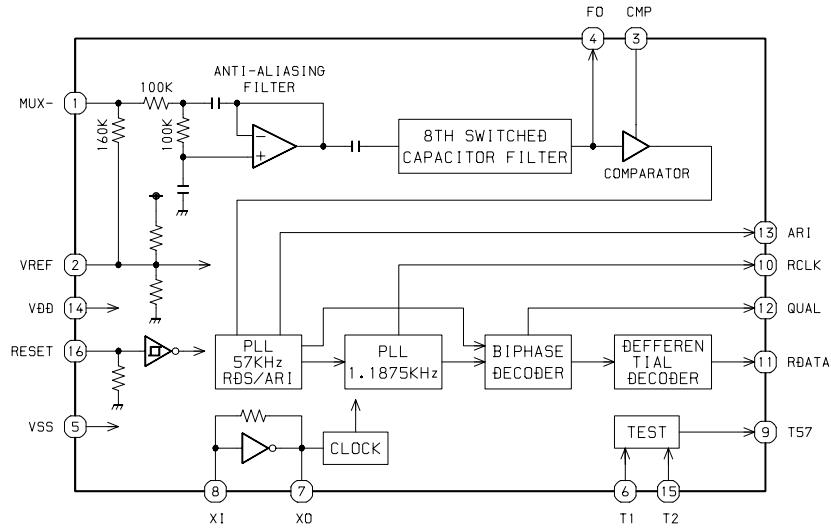 FO CMP
4 3
ANTI-ALIASING
FILTER
100K
MUX- 1
160K
100K
8TH SWITCHED
CAPACITOR FILTER
COMPARATOR
13 ARI
VREF 2
10 RCLK
VDD 14
12 QUAL
RESET 16
PLL
57KHz
RDS/ARI
PLL
1.1875KHz
BIPHASE
DECODER
DEFFEREN
TIAL
DECODER
11 RDATA
VSS 5
CLOCK
TEST
9 T57
8 7 6 15
XI XO T1 T2